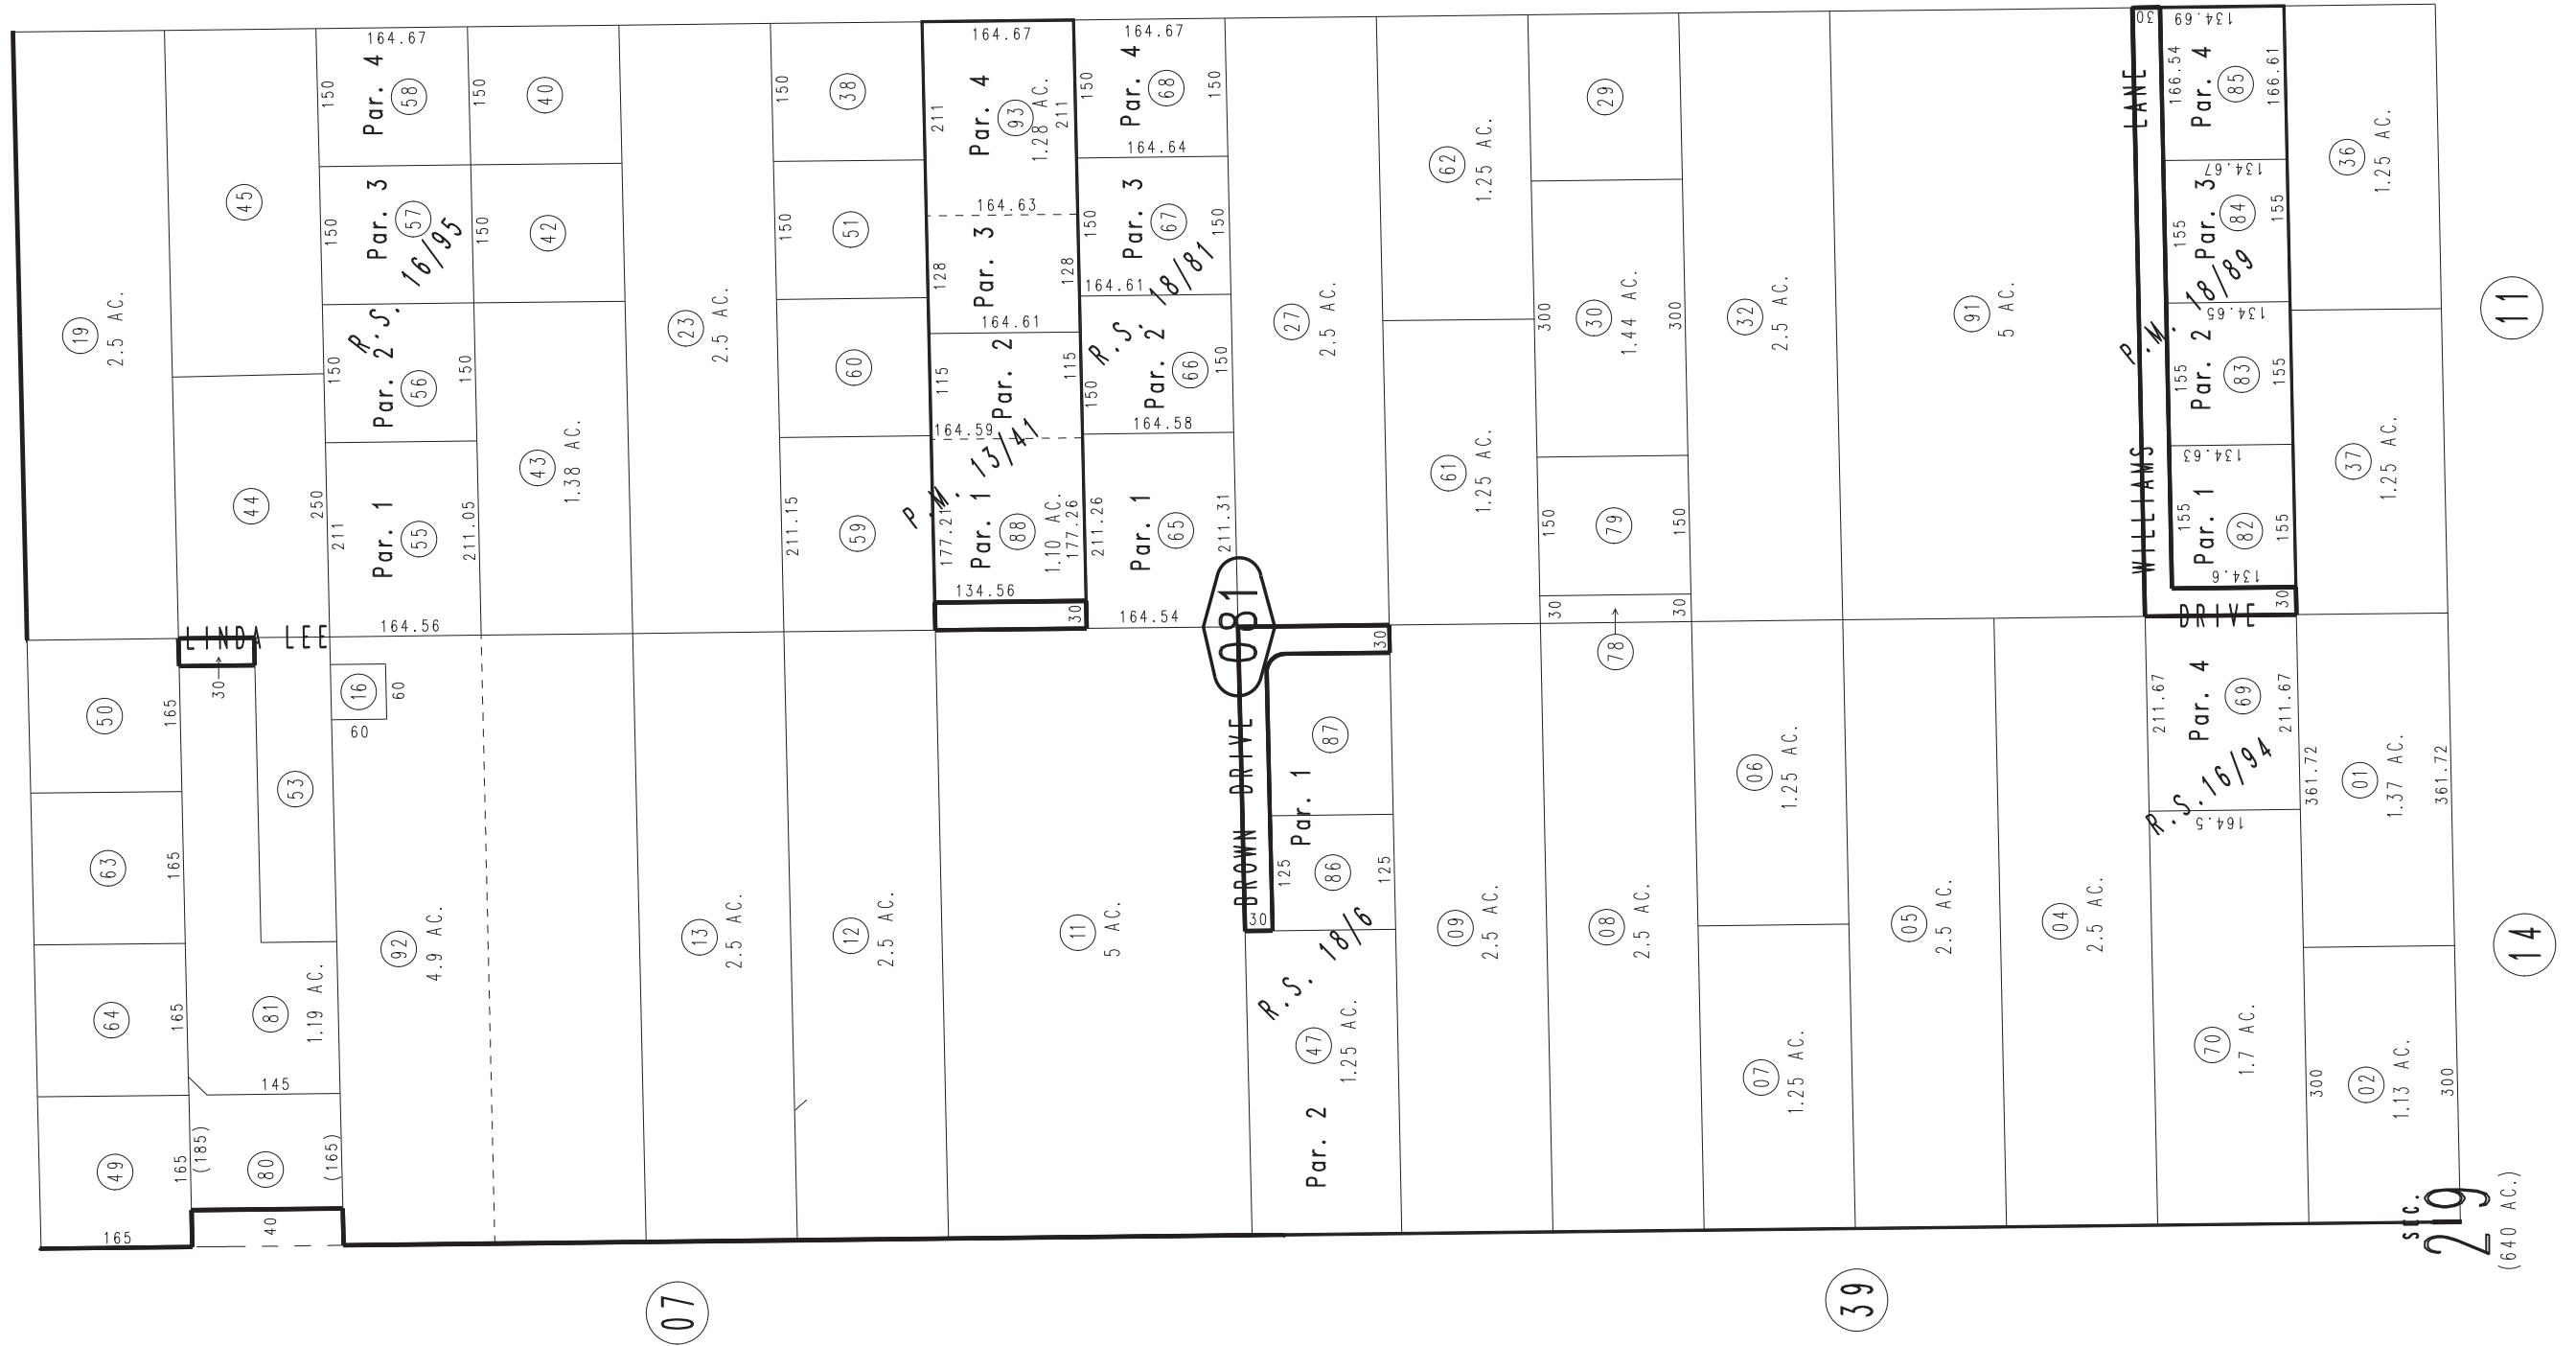 19
2.5 AC.
45
44
250
164.67
150
Par. 4
58
150
150
Par. 3
57
16/95
150
R.S.
150
Par. 2
56
150
211
Par. 1
55
211.05
164.56
40
42
43
1.38 AC.
23
2.5 AC.
150
38
150
51
60
211.15
59
164.67
211
Par. 4
93
1.28 AC.
211
164.63
128
Par. 3
128
164.61
115
Par. 2
115
164.59
P.M. 13/41
177.21
Par. 1
88
1.10 AC.
177.26
134.56
30
164.67
150
Par. 4
68
150
164.64
150
Par. 3
67
150
164.61
R.S. 18/81
150
Par. 2
66
150
164.58
211.26
Par. 1
65
211.31
164.54
27
2.5 AC.
62
1.25 AC.
61
1.25 AC.
29
300
30
1.44 AC.
300
150
79
150
30
30
78
32
2.5 AC.
91
5 AC.
WILLIAMS LANE
30
134.69
166.54
Par. 4
85
166.61
134.67
155
Par. 3
84
155
P.M. 18/89
134.65
155
Par. 2
83
155
134.63
155
Par. 1
82
155
134.6
30
DRIVE
36
1.25 AC.
37
1.25 AC.
11
LINDA LEE
30
50
165
63
165
64
165
49
165
165
53
81
1.19 AC.
145
(185)
80
(165)
40
16
60
60
92
4.9 AC.
13
2.5 AC.
12
2.5 AC.
11
5 AC.
081
BROWN DRIVE
30
30
87
Par. 1
125
86
125
R.S. 18/6
47
1.25 AC.
Par. 2
09
2.5 AC.
08
2.5 AC.
06
1.25 AC.
07
1.25 AC.
05
2.5 AC.
04
2.5 AC.
211.67
Par. 4
69
211.67
R.S. 16/94
164.5
70
1.7 AC.
361.72
01
1.37 AC.
361.72
300
02
1.13 AC.
300
14
SEC.
29
(640 AC.)
07
39